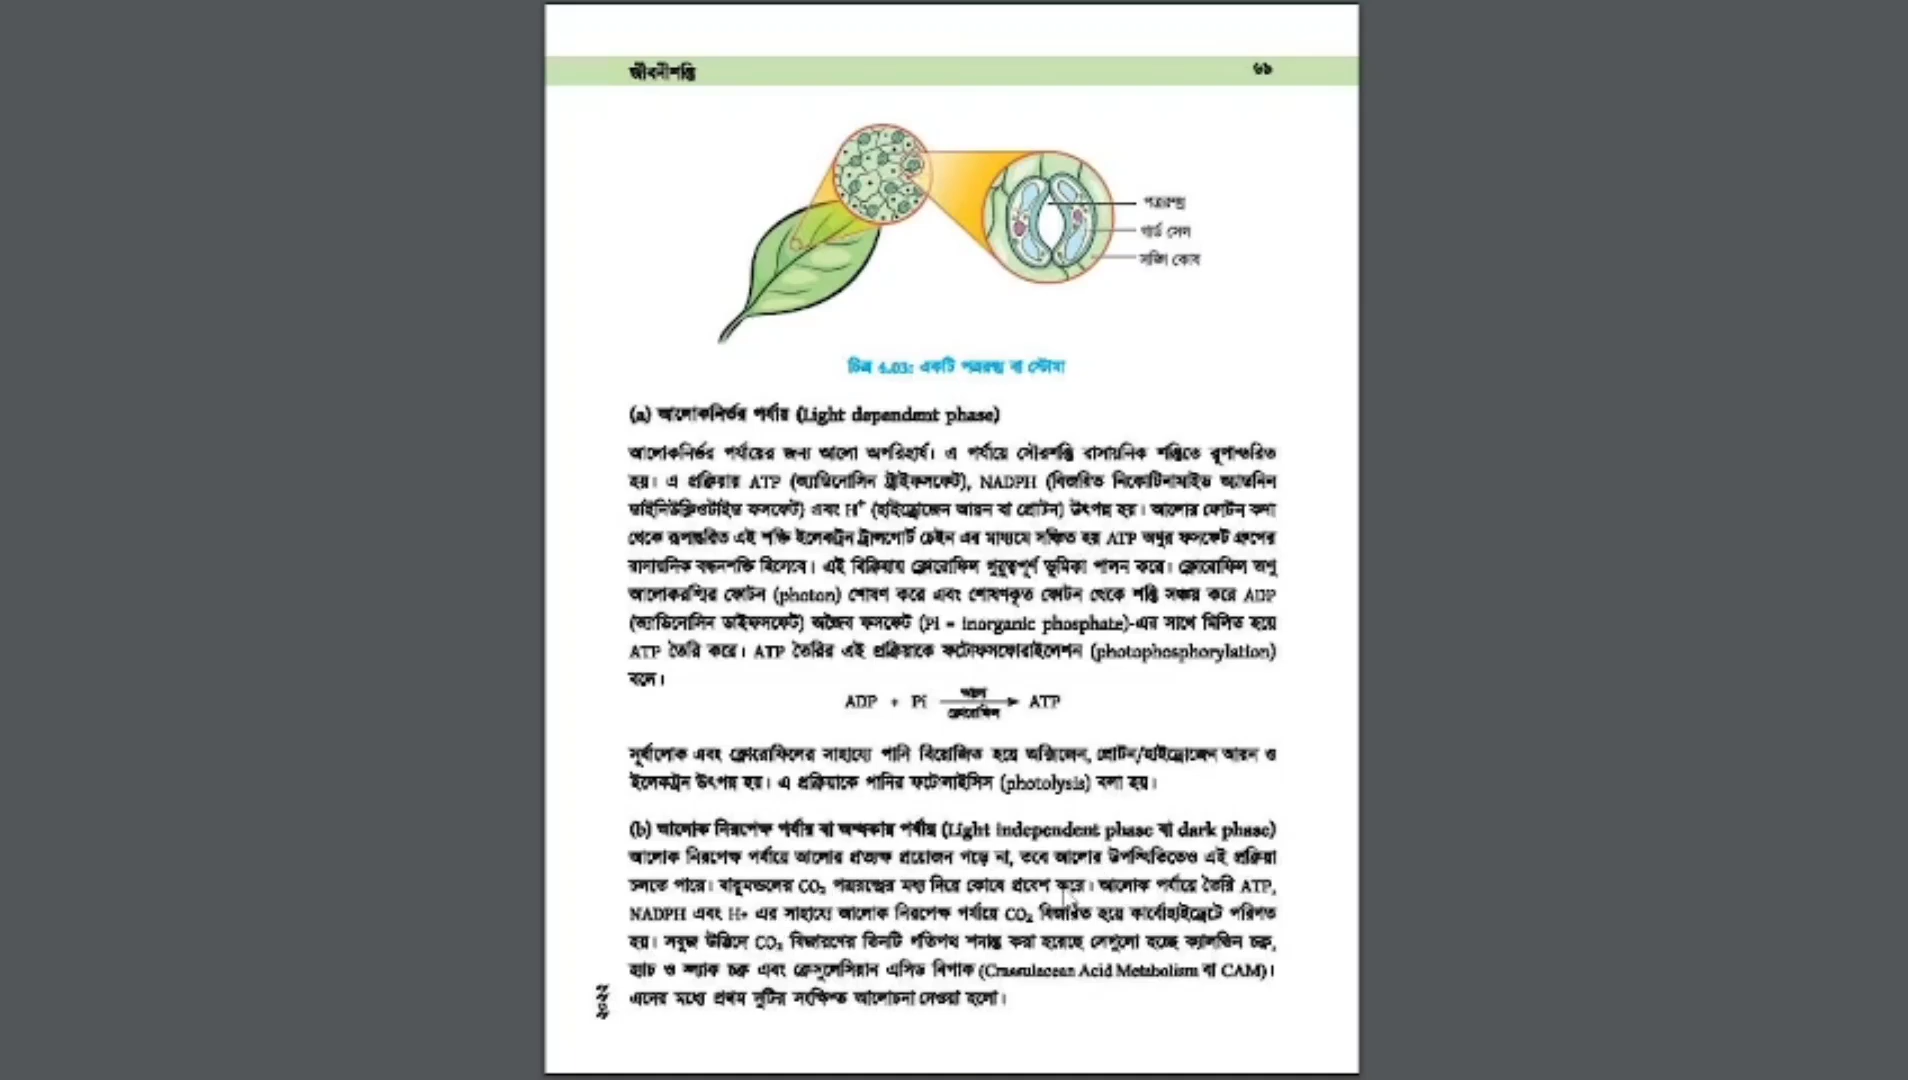 জীবনীশক্তি ৬৯
পত্ররন্ধ্র
গার্ড সেল
সঙ্গি কোষ
চিত্র 4.03: একটি পত্ররন্ধ্র বা স্টোমা
(a) আলোকনির্ভর পর্যায় (Light dependent phase)
আলোকনির্ভর পর্যায়ের জন্য আলো অপরিহার্য। এ পর্যায়ে সৌরশক্তি রাসায়নিক শক্তিতে রূপান্তরিত
হয়। এ প্রক্রিয়ায় ATP (অ্যাডিনোসিন ট্রাইফসফেট), NADPH (বিজারিত নিকোটিনামাইড অ্যাডনিন
ডাইনিউক্লিওটাইড ফসফেট) এবং H⁺ (হাইড্রোজেন আয়ন বা প্রোটন) উৎপন্ন হয়। আলোর ফোটন কণা
থেকে রূপান্তরিত এই শক্তি ইলেকট্রন ট্রান্সপোর্ট চেইন এর মাধ্যমে সঞ্চিত হয় ATP অণুর ফসফেট গ্রুপের
রাসায়নিক বন্ধনশক্তি হিসেবে। এই বিক্রিয়ায় ক্লোরোফিল গুরুত্বপূর্ণ ভূমিকা পালন করে। ক্লোরোফিল অণু
আলোকরশ্মির ফোটন (photon) শোষণ করে এবং শোষণকৃত ফোটন থেকে শক্তি সঞ্চয় করে ADP
(অ্যাডিনোসিন ডাইফসফেট) অজৈব ফসফেট (Pi = inorganic phosphate)-এর সাথে মিলিত হয়ে
ATP তৈরি করে। ATP তৈরির এই প্রক্রিয়াকে ফটোফসফোরাইলেশন (photophosphorylation)
বলে।
আলো
ADP + Pi ⟶ ATP
ক্লোরোফিল
সূর্যালোক এবং ক্লোরোফিলের সাহায্যে পানি বিয়োজিত হয়ে অক্সিজেন, প্রোটন/হাইড্রোজেন আয়ন ও
ইলেকট্রন উৎপন্ন হয়। এ প্রক্রিয়াকে পানির ফটোলাইসিস (photolysis) বলা হয়।
(b) আলোক নিরপেক্ষ পর্যায় বা অন্ধকার পর্যায় (Light independent phase বা dark phase)
আলোক নিরপেক্ষ পর্যায়ে আলোর প্রত্যক্ষ প্রয়োজন পড়ে না, তবে আলোর উপস্থিতিতেও এই প্রক্রিয়া
চলতে পারে। বায়ুমন্ডলের CO₂ পত্ররন্ধ্রের মধ্য দিয়ে কোষে প্রবেশ করে। আলোক পর্যায়ে তৈরি ATP,
NADPH এবং H+ এর সাহায্যে আলোক নিরপেক্ষ পর্যায়ে CO₂ বিজারিত হয়ে কার্বোহাইড্রেটে পরিণত
হয়। সবুজ উদ্ভিদে CO₂ বিজারণের তিনটি গতিপথ শনাক্ত করা হয়েছে সেগুলো হচ্ছে ক্যালভিন চক্র,
হ্যাচ ও স্ল্যাক চক্র এবং ক্রেসুলেসিয়ান এসিড বিপাক (Crassulacean Acid Metabolism বা CAM)।
এদের মধ্যে প্রথম দুটির সংক্ষিপ্ত আলোচনা দেওয়া হলো।